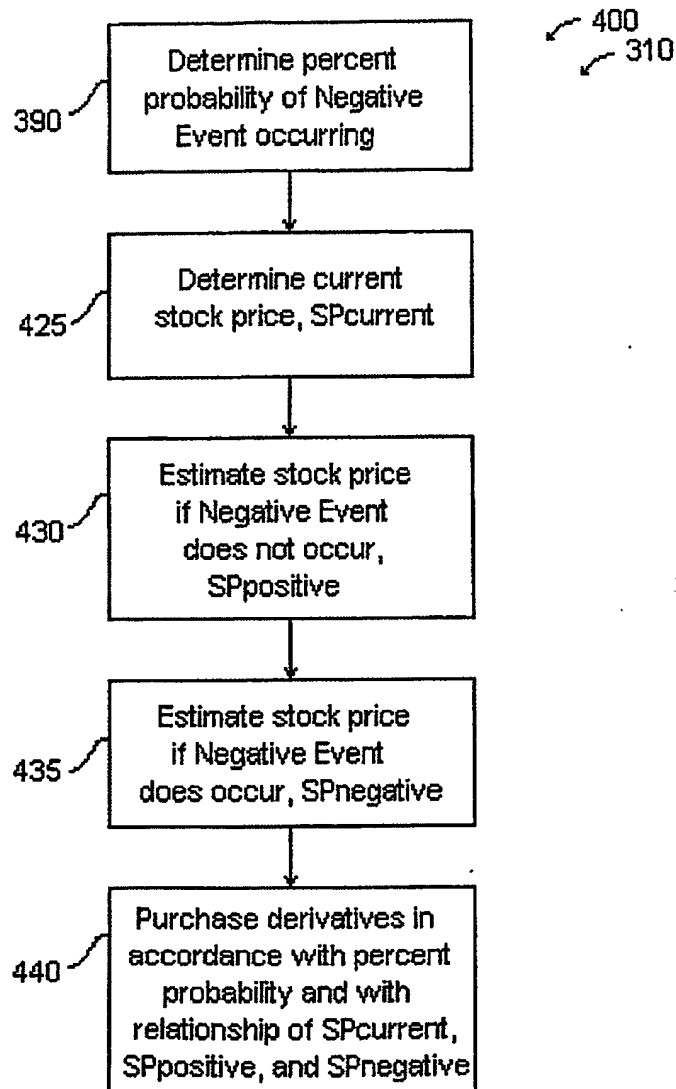 400
310
Determine percent
probability of Negative
Event occurring
390
Determine current
stock price, SPcurrent
425
Estimate stock price
if Negative Event
does not occur,
SPpositive
430
Estimate stock price
if Negative Event
does occur, SPnegative
435
Purchase derivatives in
accordance with percent
probability and with
relationship of SPcurrent,
SPpositive, and SPnegative
440